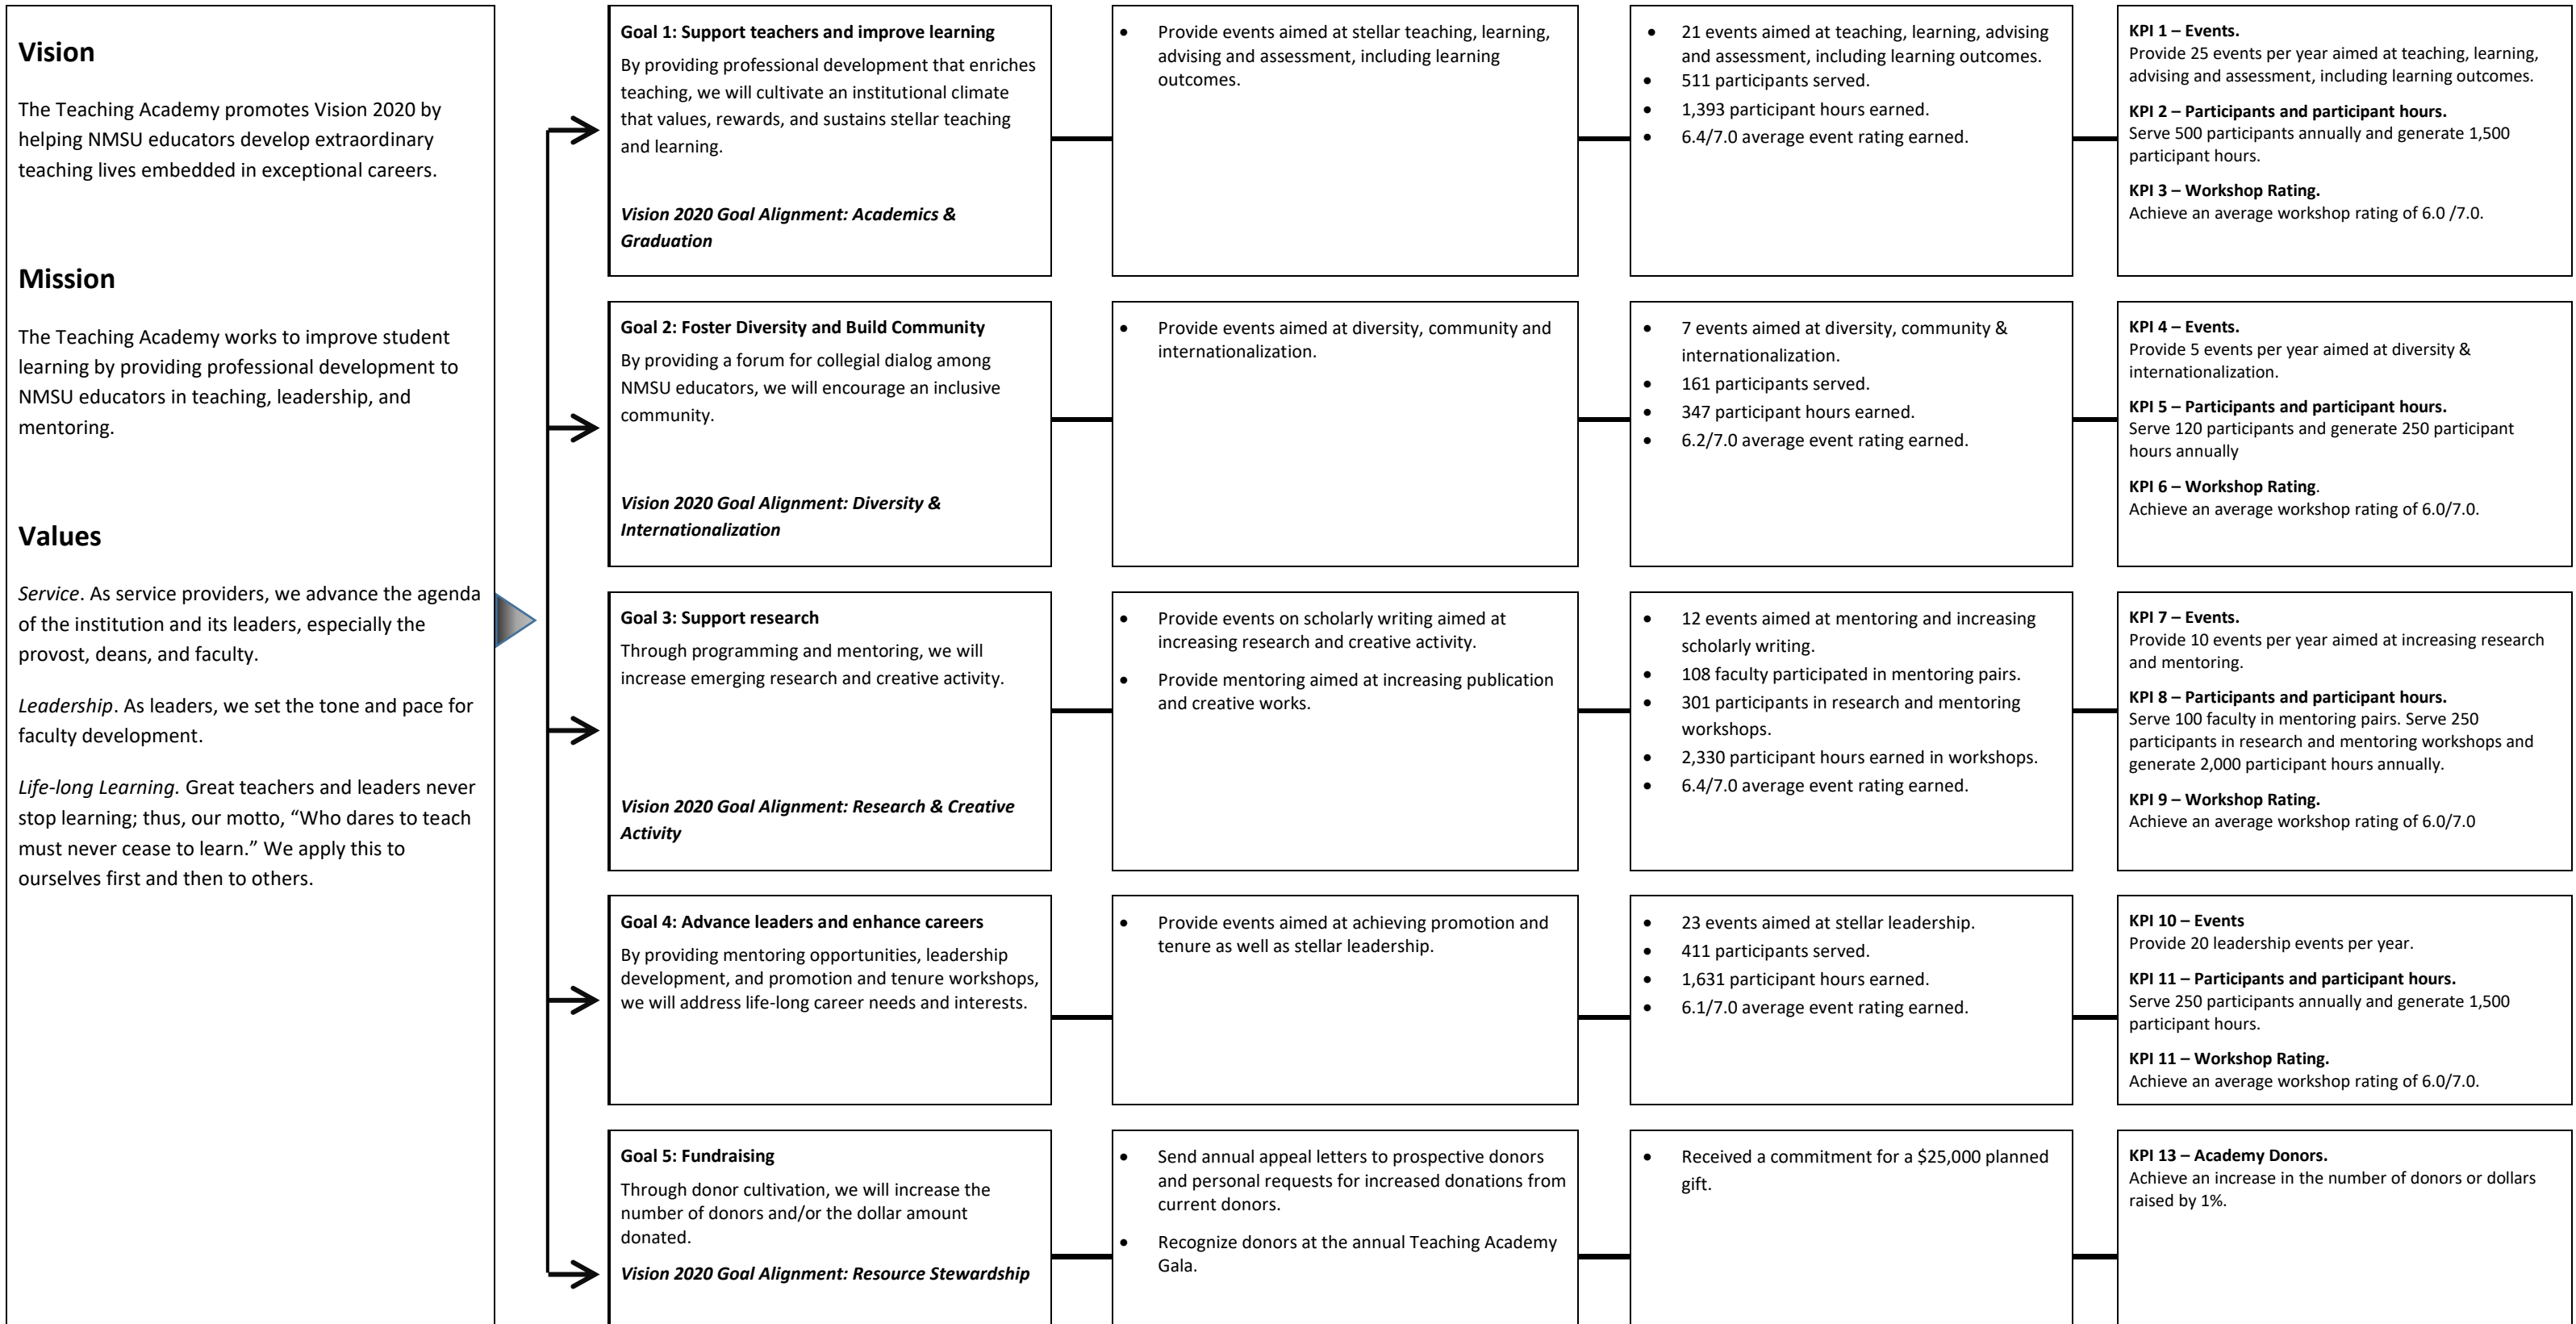 Vision
The Teaching Academy promotes Vision 2020 by
helping NMSU educators develop extraordinary
teaching lives embedded in exceptional careers.
Mission
The Teaching Academy works to improve student
learning by providing professional development to
NMSU educators in teaching, leadership, and
mentoring.
Values
Service. As service providers, we advance the agenda
of the institution and its leaders, especially the
provost, deans, and faculty.
Leadership. As leaders, we set the tone and pace for
faculty development.
Life-long Learning. Great teachers and leaders never
stop learning; thus, our motto, “Who dares to teach
must never cease to learn.” We apply this to
ourselves first and then to others.
Goal 1: Support teachers and improve learning
By providing professional development that enriches
teaching, we will cultivate an institutional climate
that values, rewards, and sustains stellar teaching
and learning.
Vision 2020 Goal Alignment: Academics &
Graduation
• Provide events aimed at stellar teaching, learning,
advising and assessment, including learning
outcomes.
• 21 events aimed at teaching, learning, advising
and assessment, including learning outcomes.
• 511 participants served.
• 1,393 participant hours earned.
• 6.4/7.0 average event rating earned.
KPI 1 – Events.
Provide 25 events per year aimed at teaching, learning,
advising and assessment, including learning outcomes.
KPI 2 – Participants and participant hours.
Serve 500 participants annually and generate 1,500
participant hours.
KPI 3 – Workshop Rating.
Achieve an average workshop rating of 6.0 /7.0.
Goal 2: Foster Diversity and Build Community
By providing a forum for collegial dialog among
NMSU educators, we will encourage an inclusive
community.
Vision 2020 Goal Alignment: Diversity &
Internationalization
• Provide events aimed at diversity, community and
internationalization.
• 7 events aimed at diversity, community &
internationalization.
• 161 participants served.
• 347 participant hours earned.
• 6.2/7.0 average event rating earned.
KPI 4 – Events.
Provide 5 events per year aimed at diversity &
internationalization.
KPI 5 – Participants and participant hours.
Serve 120 participants and generate 250 participant
hours annually
KPI 6 – Workshop Rating.
Achieve an average workshop rating of 6.0/7.0.
Goal 3: Support research
Through programming and mentoring, we will
increase emerging research and creative activity.
Vision 2020 Goal Alignment: Research & Creative
Activity
• Provide events on scholarly writing aimed at
increasing research and creative activity.
• Provide mentoring aimed at increasing publication
and creative works.
• 12 events aimed at mentoring and increasing
scholarly writing.
• 108 faculty participated in mentoring pairs.
• 301 participants in research and mentoring
workshops.
• 2,330 participant hours earned in workshops.
• 6.4/7.0 average event rating earned.
KPI 7 – Events.
Provide 10 events per year aimed at increasing research
and mentoring.
KPI 8 – Participants and participant hours.
Serve 100 faculty in mentoring pairs. Serve 250
participants in research and mentoring workshops and
generate 2,000 participant hours annually.
KPI 9 – Workshop Rating.
Achieve an average workshop rating of 6.0/7.0
Goal 4: Advance leaders and enhance careers
By providing mentoring opportunities, leadership
development, and promotion and tenure workshops,
we will address life-long career needs and interests.
• Provide events aimed at achieving promotion and
tenure as well as stellar leadership.
• 23 events aimed at stellar leadership.
• 411 participants served.
• 1,631 participant hours earned.
• 6.1/7.0 average event rating earned.
KPI 10 – Events
Provide 20 leadership events per year.
KPI 11 – Participants and participant hours.
Serve 250 participants annually and generate 1,500
participant hours.
KPI 11 – Workshop Rating.
Achieve an average workshop rating of 6.0/7.0.
Goal 5: Fundraising
Through donor cultivation, we will increase the
number of donors and/or the dollar amount
donated.
Vision 2020 Goal Alignment: Resource Stewardship
• Send annual appeal letters to prospective donors
and personal requests for increased donations from
current donors.
• Recognize donors at the annual Teaching Academy
Gala.
• Received a commitment for a $25,000 planned
gift.
KPI 13 – Academy Donors.
Achieve an increase in the number of donors or dollars
raised by 1%.